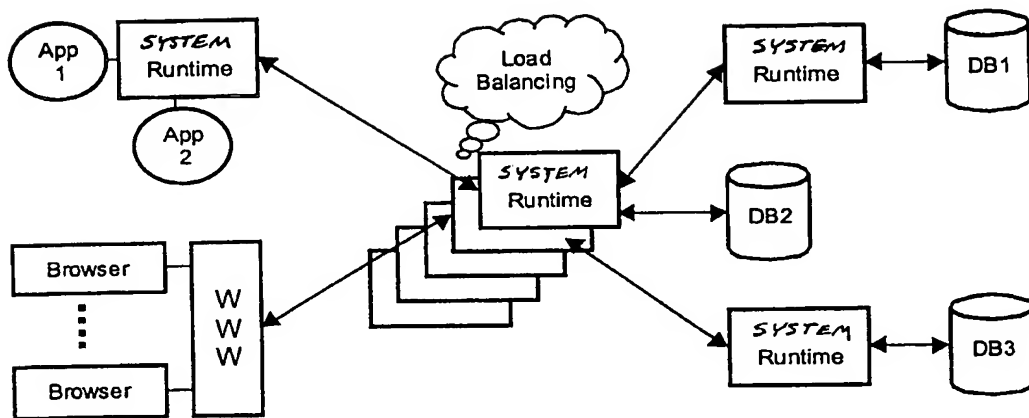 App
1
SYSTEM
Runtime
App
2
Load
Balancing
SYSTEM
Runtime
DB1
SYSTEM
Runtime
DB2
Browser
Browser
W
W
W
SYSTEM
Runtime
DB3